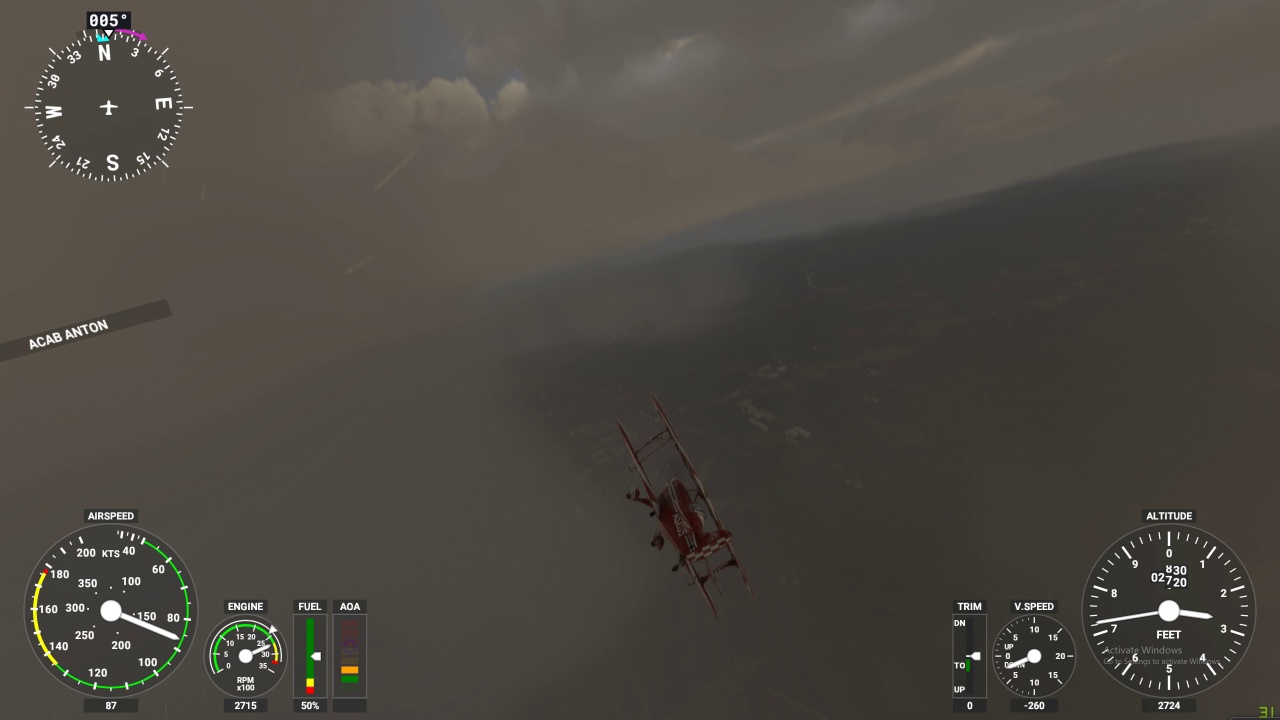 005°
N
33
3
30
6
W
E
24
12
21
15
S
ACAB ANTON
AIRSPEED
200 KTS 40
180
60
350
100
160
300
150
80
250
200
140
100
120
87
ENGINE
15
20
10
25
5
30
0
35
RPM
x100
2715
FUEL
50%
AOA
TRIM
DN
TO
UP
0
V.SPEED
10
5
15
UP
0
20
DOWN
5
15
10
-260
ALTITUDE
0
9
1
8
2
7
3
6
4
5
FEET
2724
Activate Windows
Go to Settings to activate Windows.
31